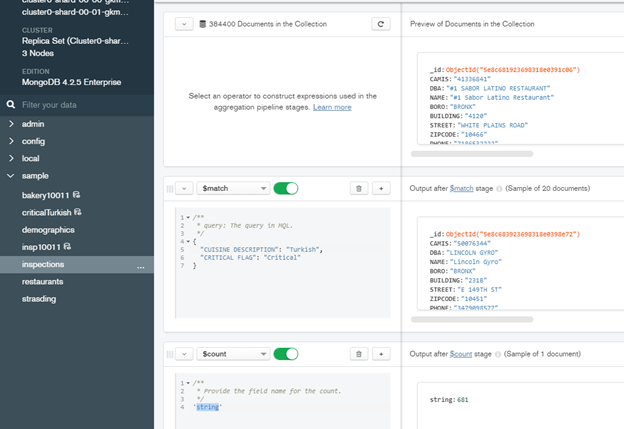 cluster0-shard-00-01-gkm...
cluster0-shard-00-02-gkm...
CLUSTER
Replica Set (Cluster0-shar...
3 Nodes
EDITION
MongoDB 4.2.5 Enterprise
Filter your data
admin
config
local
sample
bakery10011
criticalTurkish
demographics
insp10011
inspections ...
restaurants
strasding
384400 Documents in the Collection
Select an operator to construct expressions used in the
aggregation pipeline stages. Learn more
Preview of Documents in the Collection
_id: ObjectId("5e8c681923698318e0391c06")
CAMIS: "41336841"
DBA: "#1 SABOR LATINO RESTAURANT"
NAME: "#1 Sabor Latino Restaurant"
BORO: "BRONX"
BUILDING: "4120"
STREET: "WHITE PLAINS ROAD"
ZIPCODE: "10466"
PHONE: "7186532222"
$match
1 /**
2 * query: The query in MQL.
3 */
4 {
5 "CUISINE DESCRIPTION": "Turkish",
6 "CRITICAL FLAG": "Critical"
7 }
Output after $match stage (Sample of 20 documents)
_id: ObjectId("5e8c683923698318e0398e72")
CAMIS: "50076344"
DBA: "LINCOLN GYRO"
NAME: "Lincoln Gyro"
BORO: "BRONX"
BUILDING: "2318"
STREET: "E 149TH ST"
ZIPCODE: "10451"
PHONE: "3479098577"
$count
1 /**
2 * Provide the field name for the count.
3 */
4 'string'
Output after $count stage (Sample of 1 document)
string: 681